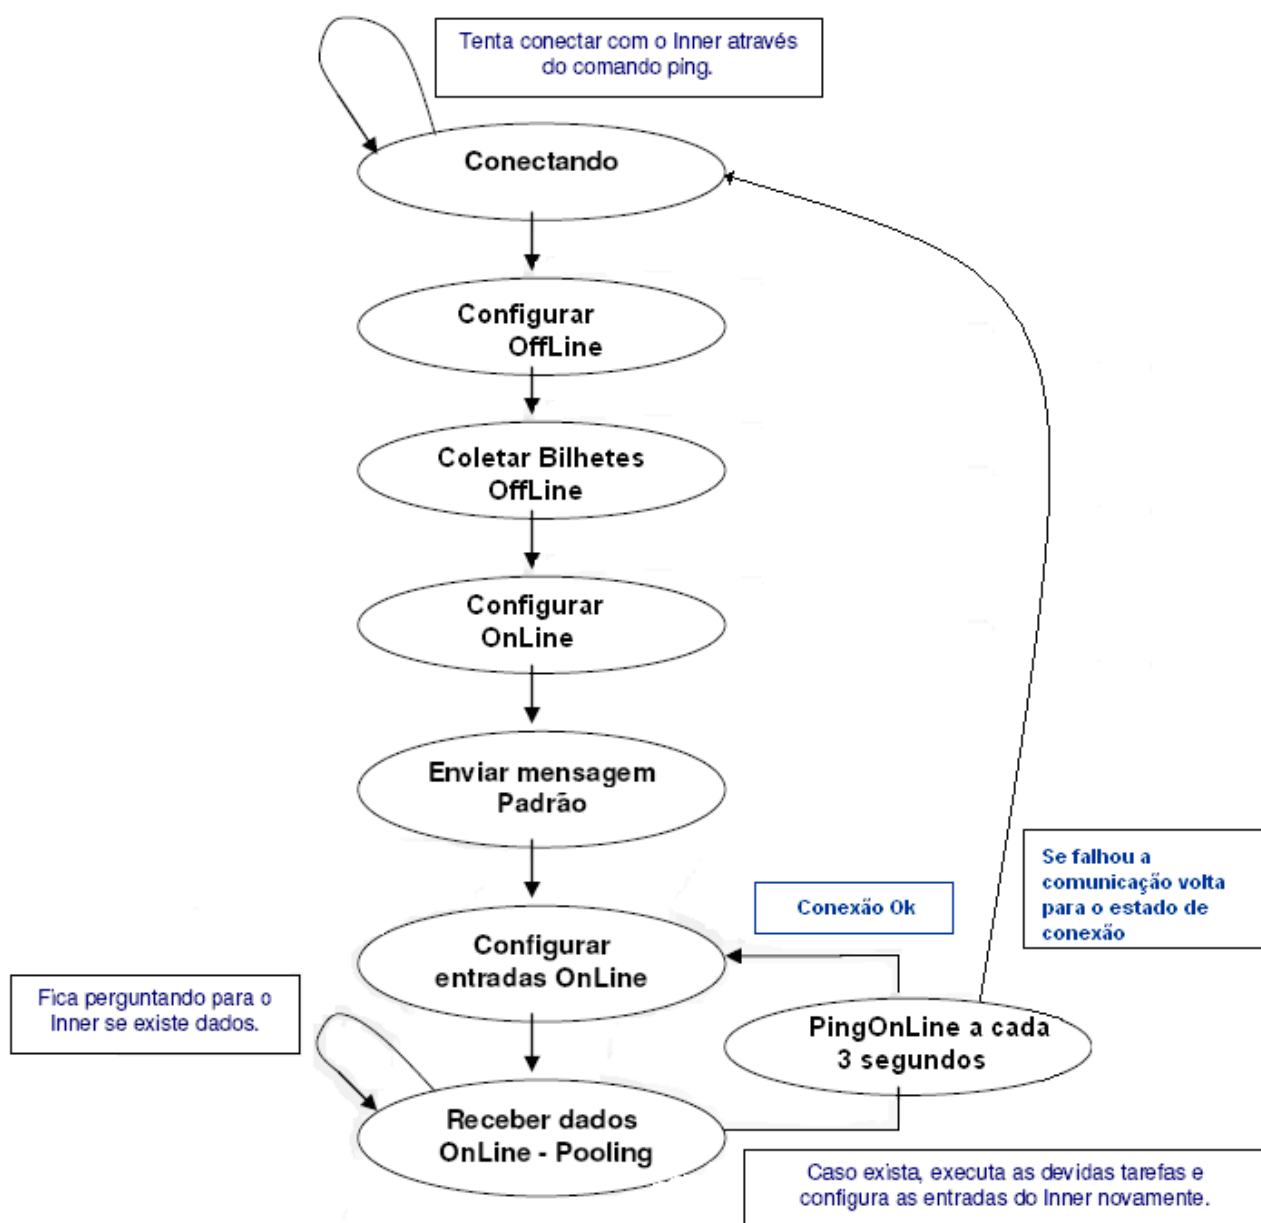 Tenta conectar com o Inner através
do comando ping.
Conectando
Configurar
OffLine
Coletar Bilhetes
OffLine
Configurar
OnLine
Enviar mensagem
Padrão
Se falhou a
comunicação volta
para o estado de
conexão
Conexão Ok
Configurar
entradas OnLine
Fica perguntando para o
Inner se existe dados.
PingOnLine a cada
3 segundos
Receber dados
OnLine - Pooling
Caso exista, executa as devidas tarefas e
configura as entradas do Inner novamente.